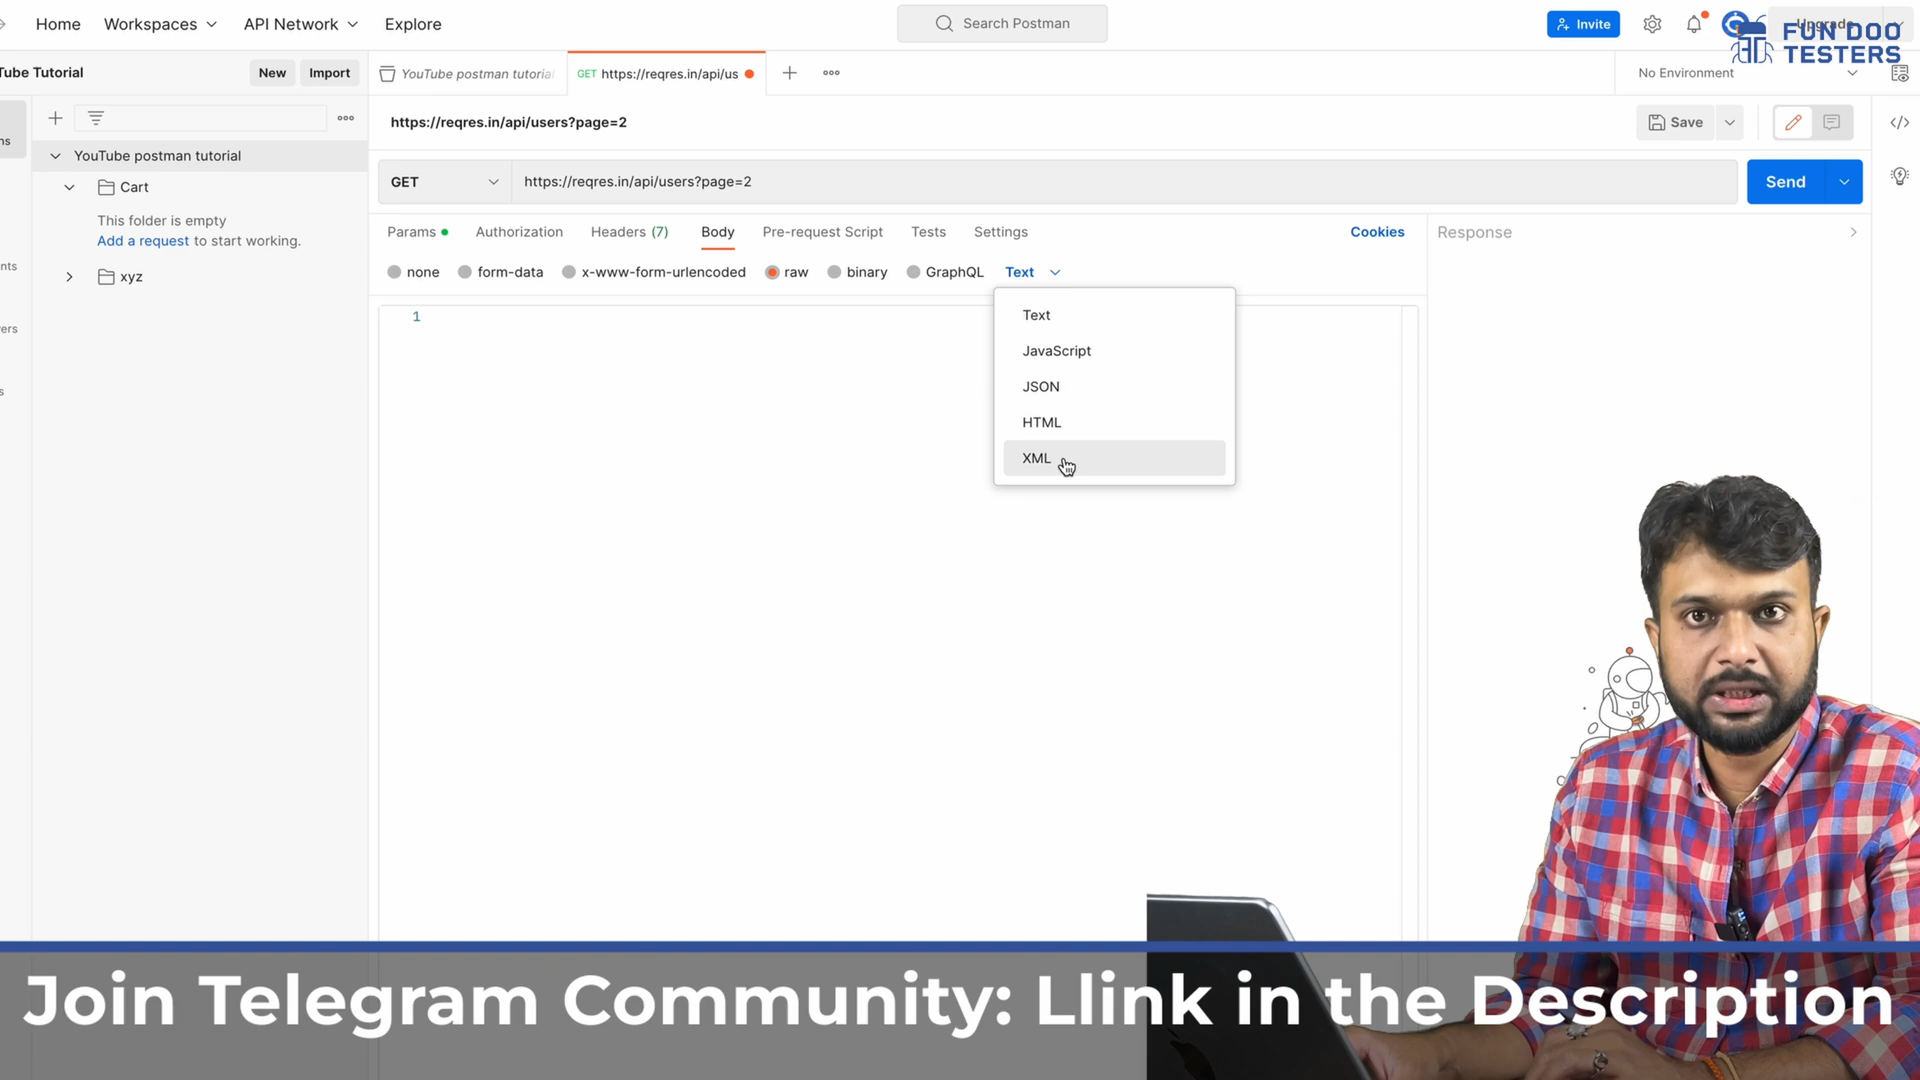 Home Workspaces API Network Explore Search Postman Invite
FUN DOO
TESTERS
Tube Tutorial New Import YouTube postman tutorial GET https://reqres.in/api/us No Environment
https://reqres.in/api/users?page=2 Save
YouTube postman tutorial
GET https://reqres.in/api/users?page=2 Send
Cart
This folder is empty
Add a request to start working.
xyz
Params Authorization Headers (7) Body Pre-request Script Tests Settings Cookies Response
none form-data x-www-form-urlencoded raw binary GraphQL Text
1
Text
JavaScript
JSON
HTML
XML
Join Telegram Community: Llink in the Description